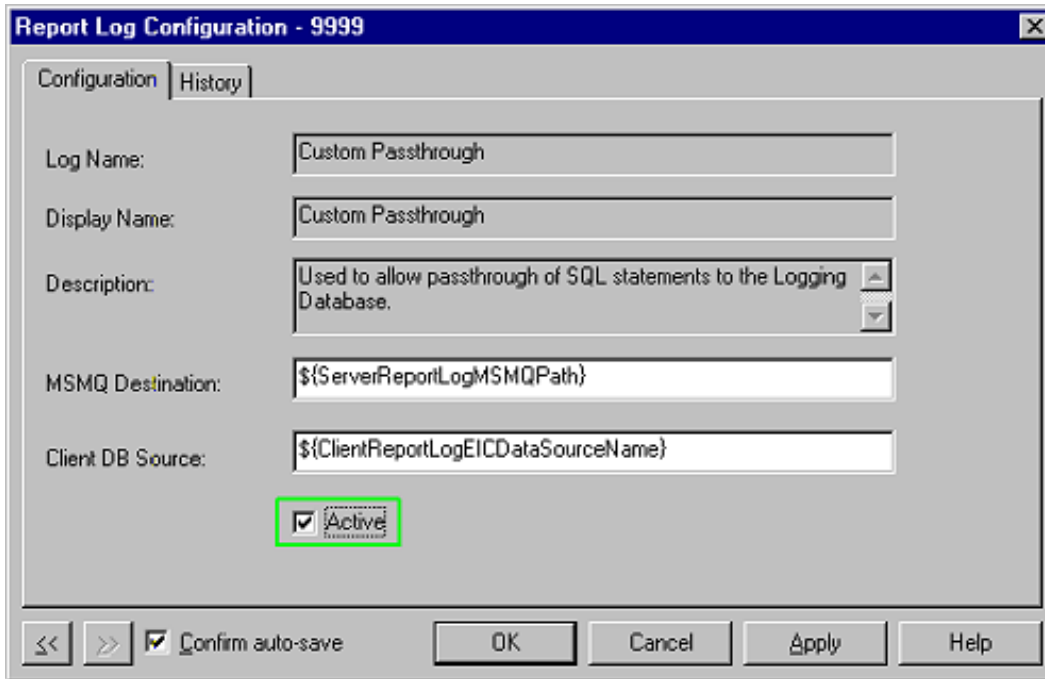 Report Log Configuration - 9999
Configuration History
Log Name: Custom Passthrough
Display Name: Custom Passthrough
Description: Used to allow passthrough of SQL statements to the Logging
Database.
MSMQ Destination: ${ServerReportLogMSMQPath}
Client DB Source: ${ClientReportLogEICDataSourceName}
Active
<< >> Confirm auto-save OK Cancel Apply Help